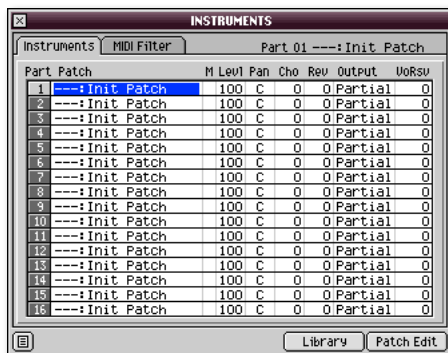 INSTRUMENTS
Instruments MIDI Filter Part 01 ---:Init Patch
Part Patch M Levl Pan Cho Rev Output VoRsv
1 ---:Init Patch 100 C 0 0 Partial 0
2 ---:Init Patch 100 C 0 0 Partial 0
3 ---:Init Patch 100 C 0 0 Partial 0
4 ---:Init Patch 100 C 0 0 Partial 0
5 ---:Init Patch 100 C 0 0 Partial 0
6 ---:Init Patch 100 C 0 0 Partial 0
7 ---:Init Patch 100 C 0 0 Partial 0
8 ---:Init Patch 100 C 0 0 Partial 0
9 ---:Init Patch 100 C 0 0 Partial 0
10 ---:Init Patch 100 C 0 0 Partial 0
11 ---:Init Patch 100 C 0 0 Partial 0
12 ---:Init Patch 100 C 0 0 Partial 0
13 ---:Init Patch 100 C 0 0 Partial 0
14 ---:Init Patch 100 C 0 0 Partial 0
15 ---:Init Patch 100 C 0 0 Partial 0
16 ---:Init Patch 100 C 0 0 Partial 0
Library Patch Edit